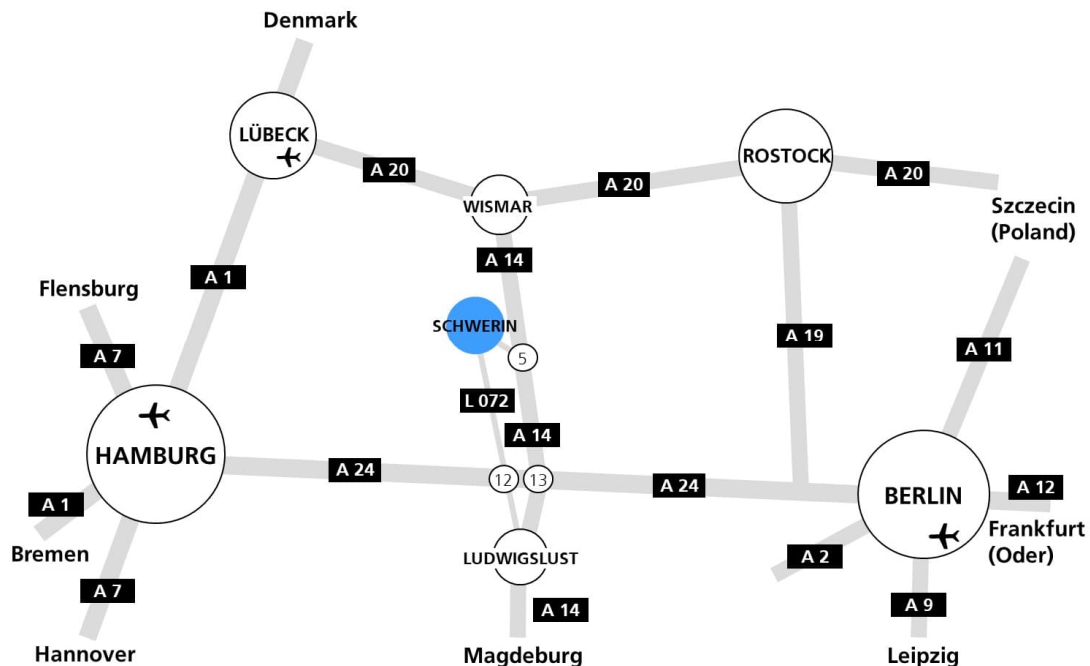 Denmark
LÜBECK
ROSTOCK
A 20
A 20
A 20
WISMAR
Szczecin
(Poland)
A 14
A 1
Flensburg
SCHWERIN
A 7
5
A 19
A 11
L 072
A 14
HAMBURG
A 24
12
13
A 24
BERLIN
A 12
A 1
Bremen
LUDWIGSLUST
A 2
Frankfurt
(Oder)
A 7
A 14
A 9
Hannover
Magdeburg
Leipzig